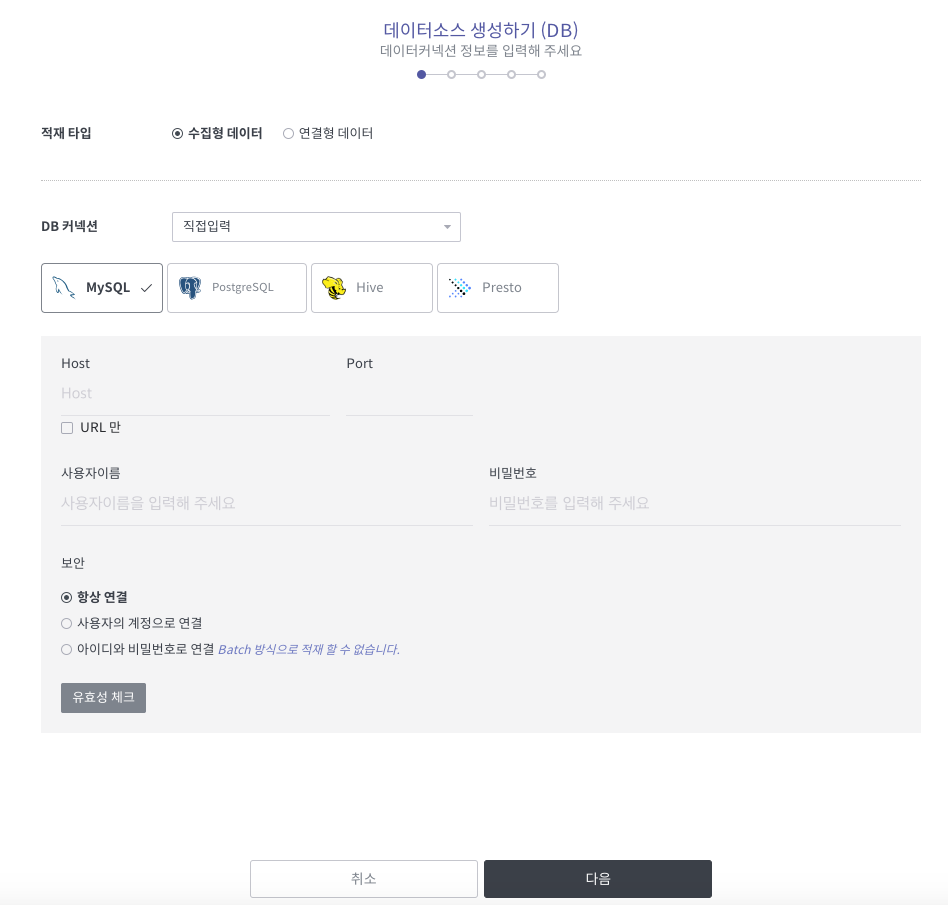 데이터소스 생성하기 (DB)
데이터커넥션 정보를 입력해 주세요
적재 타입 수집형 데이터 연결형 데이터
DB 커넥션 직접입력
MySQL PostgreSQL Hive Presto
Host Port
Host
URL 만
사용자이름 비밀번호
사용자이름을 입력해 주세요 비밀번호를 입력해 주세요
보안
항상 연결
사용자의 계정으로 연결
아이디와 비밀번호로 연결 Batch 방식으로 적재 할 수 없습니다.
유효성 체크
취소 다음